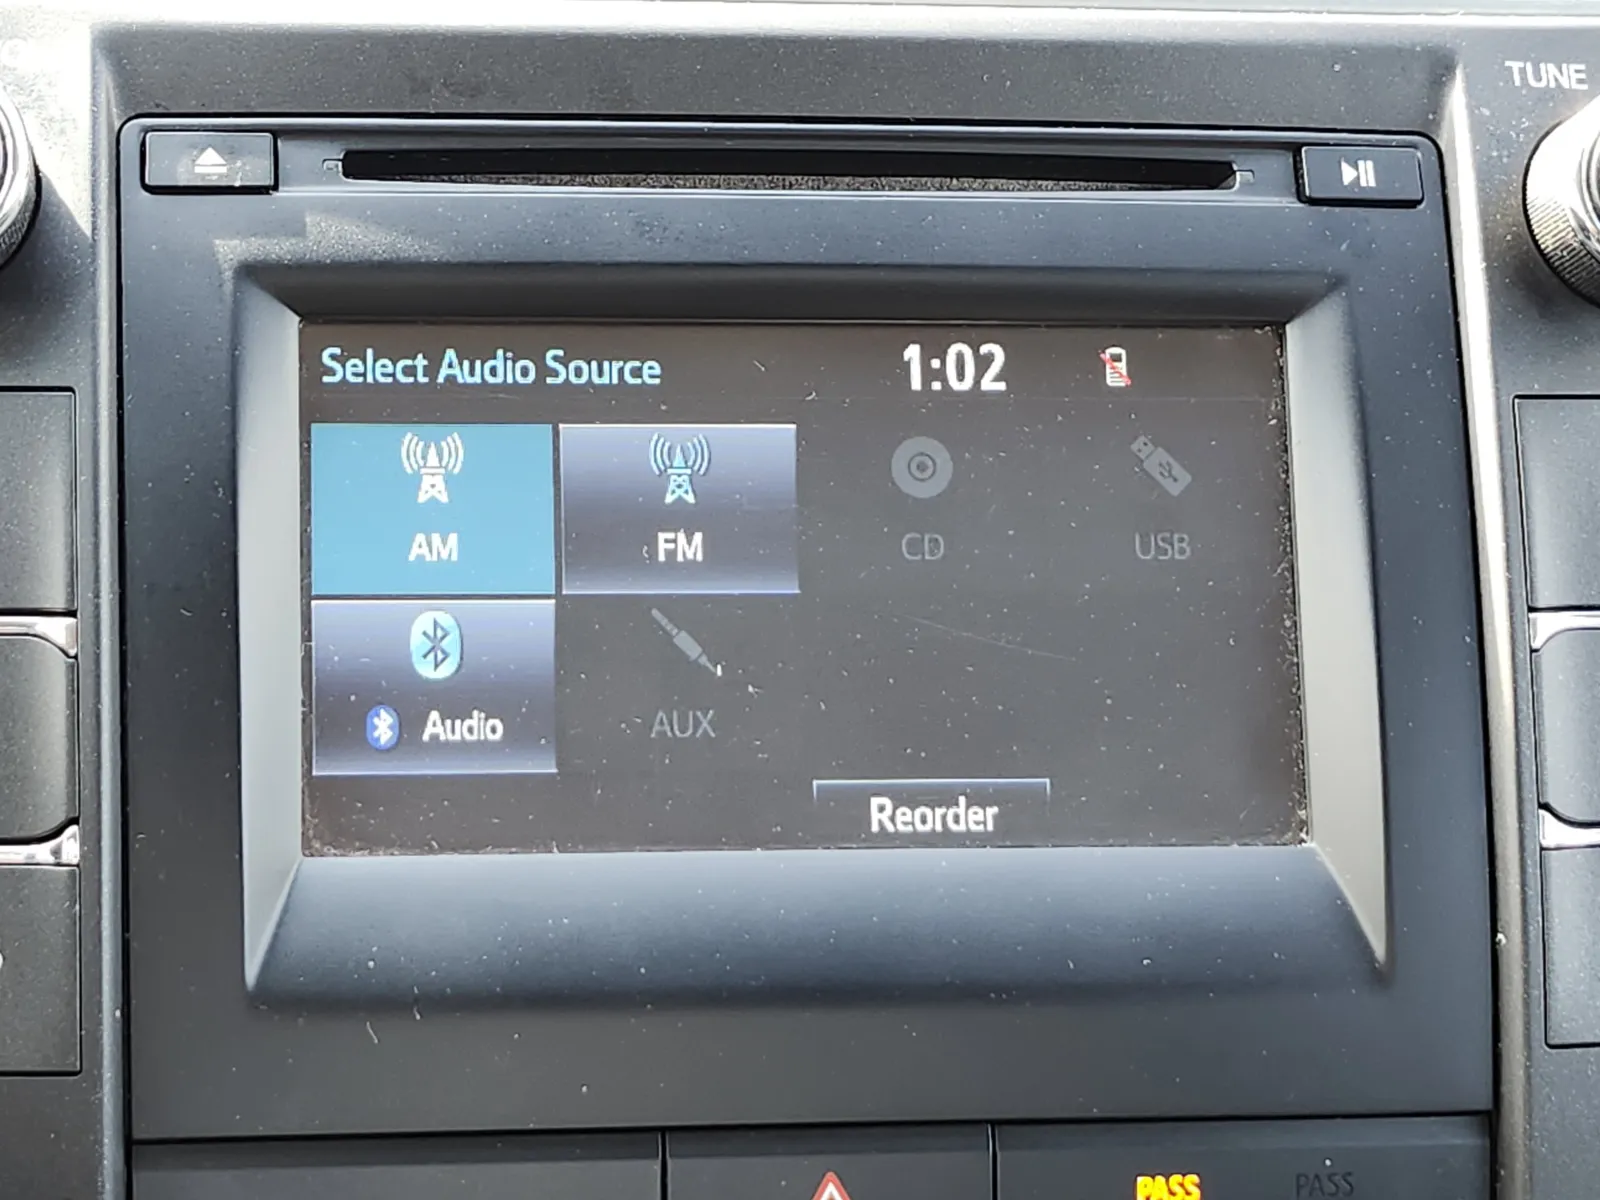 TUNE
Select Audio Source 1:02
AM FM CD USB
Audio AUX
Reorder
PASS PASS